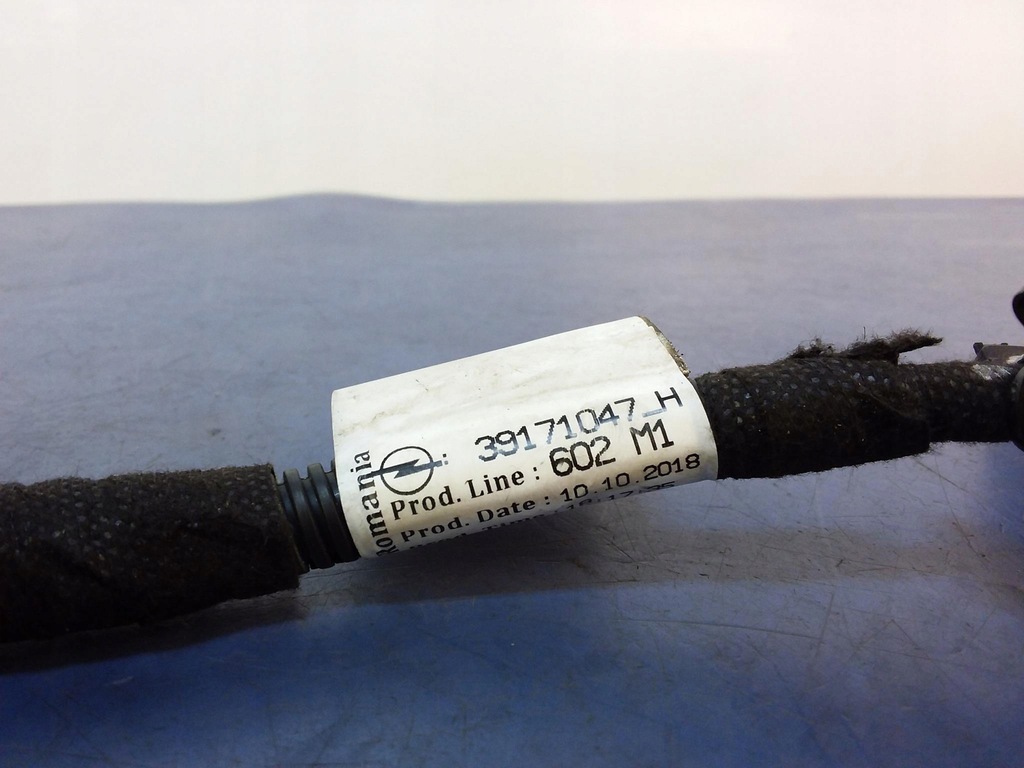 Romania
: 39171047_H
Prod. Line : 602 M1
Prod. Date : 10.10.2018